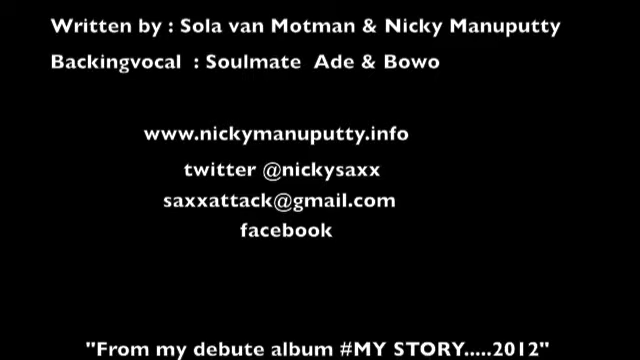 Written by : Sola van Motman & Nicky Manuputty
Backingvocal : Soulmate Ade & Bowo
www.nickymanuputty.info
twitter @nickysaxx
saxxattack@gmail.com
facebook
"From my debute album #MY STORY.....2012"